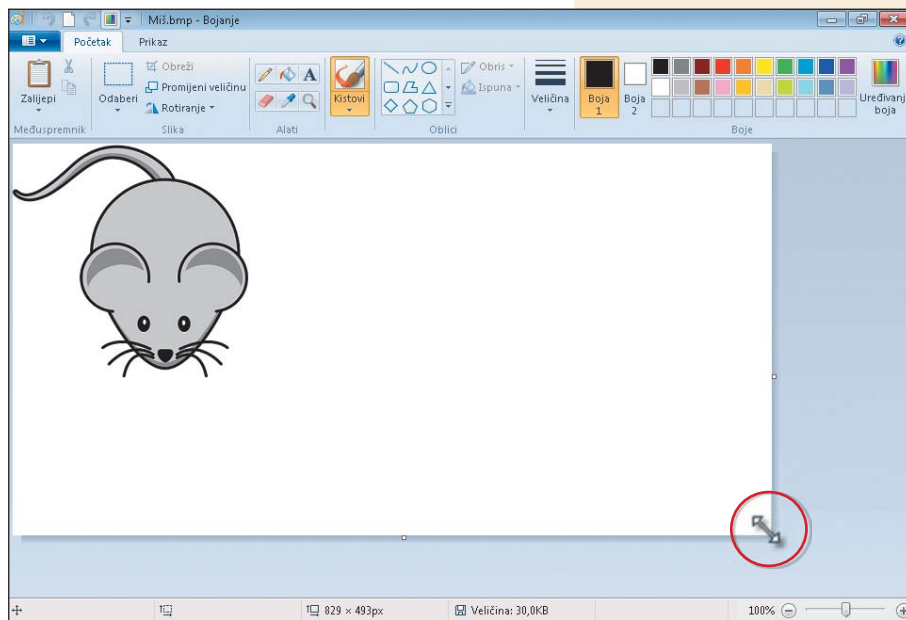 Miš.bmp - Bojanje
Početak Prikaz
Zalijepi
Međuspremnik
Odaberi
Obreži
Promijeni veličinu
Rotiranje
Slika
A
Alati
Kistovi
Obris
Ispuna
Oblici
Veličina
Boja 1
Boja 2
Boje
Uređivanj
boja
829 × 493px
Veličina: 30,0KB
100%